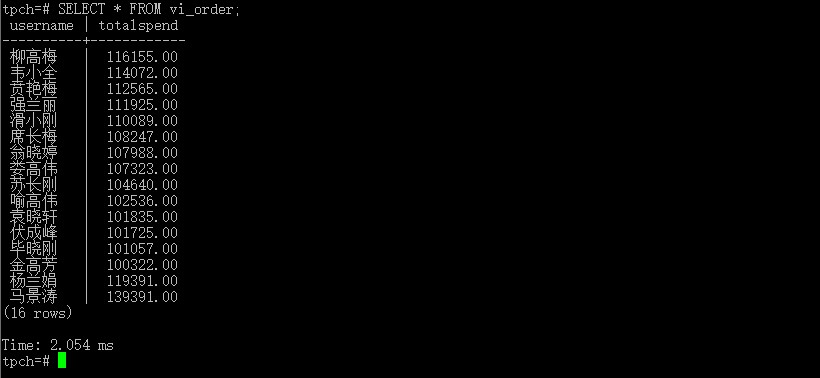 tpch=# SELECT * FROM vi_order;
 username | totalspend
----------+------------
 柳高梅   |  116155.00
 韦小全   |  114072.00
 贲艳梅   |  112565.00
 强兰丽   |  111925.00
 滑小刚   |  110089.00
 席长梅   |  108247.00
 翁晓婷   |  107988.00
 娄高伟   |  107323.00
 苏长刚   |  104640.00
 喻高伟   |  102536.00
 袁晓轩   |  101835.00
 伏成峰   |  101725.00
 毕晓刚   |  101057.00
 金高芳   |  100322.00
 杨兰娟   |  119391.00
 马景涛   |  139391.00
(16 rows)

Time: 2.054 ms
tpch=#